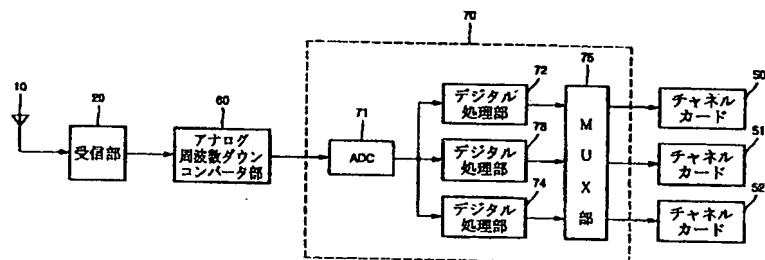 70
10
20
受信部
60
アナログ
周波数ダウン
コンバータ部
71
ADC
72
デジタル
処理部
73
デジタル
処理部
74
デジタル
処理部
75
MUX部
50
チャネル
カード
51
チャネル
カード
52
チャネル
カード